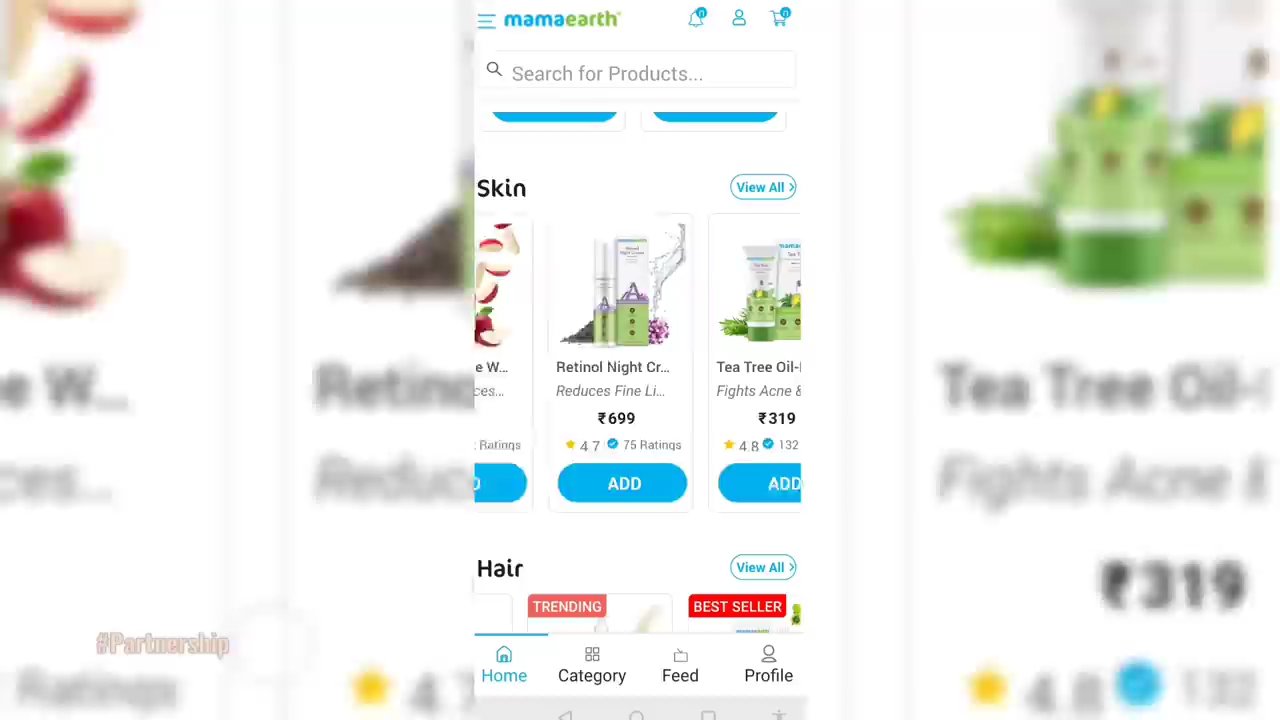 mamaearth
Search for Products...
Skin
View All >
e W...
Retinol Night Cr...
Tea Tree Oil-
ces...
Reduces Fine Li...
Fights Acne &
₹699
₹319
Ratings
4.7 75 Ratings
4.8 132
ADD
ADD
Hair
View All >
TRENDING
BEST SELLER
Home
Category
Feed
Profile
#Partnership